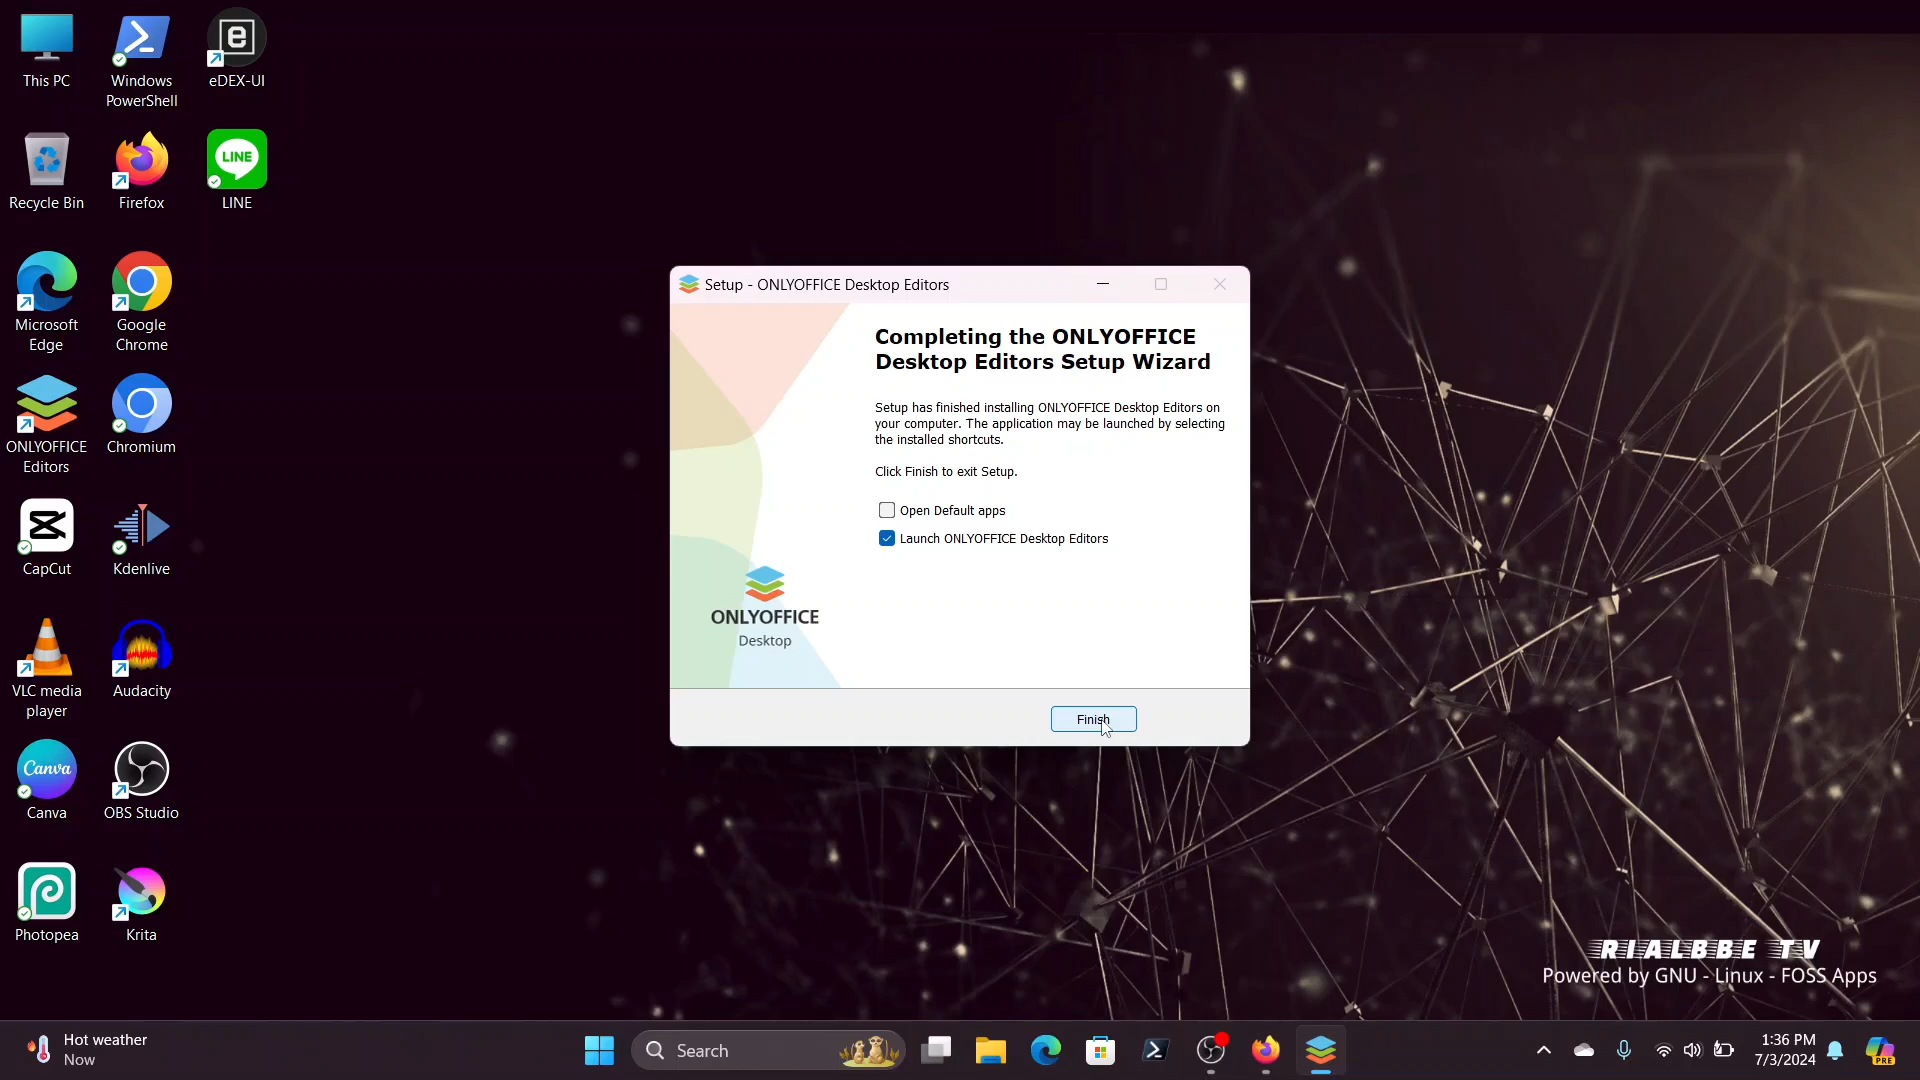 This PC
Windows
PowerShell
eDEX-UI
Recycle Bin
Firefox
LINE
LINE
Microsoft
Edge
Google
Chrome
ONLYOFFICE
Editors
Chromium
CapCut
Kdenlive
VLC media
player
Audacity
Canva
Canva
OBS Studio
Photopea
Krita
Setup - ONLYOFFICE Desktop Editors
Completing the ONLYOFFICE
Desktop Editors Setup Wizard
Setup has finished installing ONLYOFFICE Desktop Editors on
your computer. The application may be launched by selecting
the installed shortcuts.
Click Finish to exit Setup.
Open Default apps
Launch ONLYOFFICE Desktop Editors
ONLYOFFICE
Desktop
Finish
RIALBBE TV
Powered by GNU - Linux - FOSS Apps
Hot weather
Now
Search
1:36 PM
7/3/2024
PRE